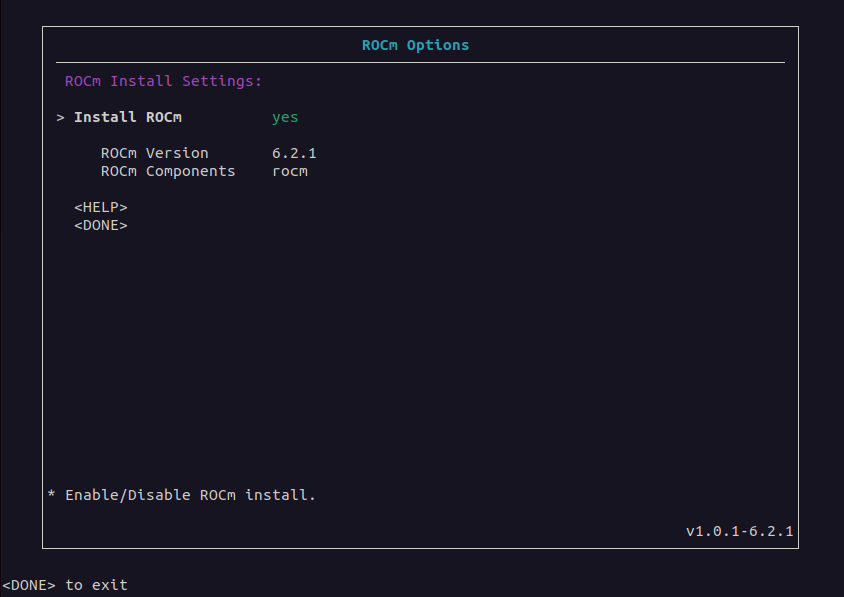 ROCm Options
ROCm Install Settings:
> Install ROCm yes
ROCm Version 6.2.1
ROCm Components rocm
<HELP>
<DONE>
* Enable/Disable ROCm install.
v1.0.1-6.2.1
<DONE> to exit